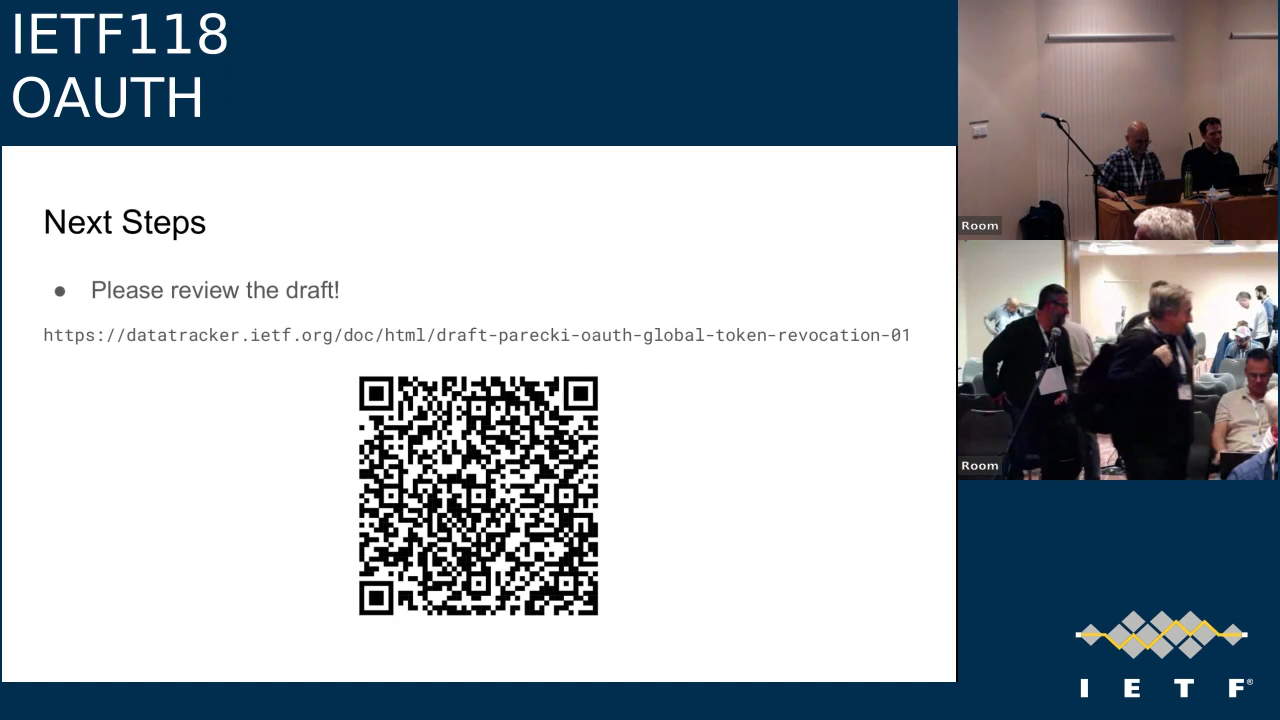 IETF118
OAUTH
Next Steps
● Please review the draft!
https://datatracker.ietf.org/doc/html/draft-parecki-oauth-global-token-revocation-01
Room
Room
I E T F®